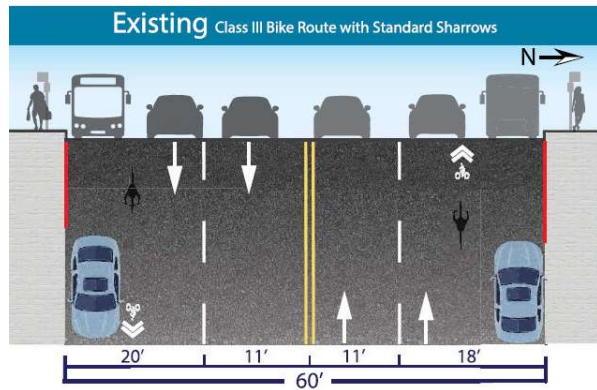 Existing Class III Bike Route with Standard Sharrows
N
20′ 11′ 11′ 18′
60′